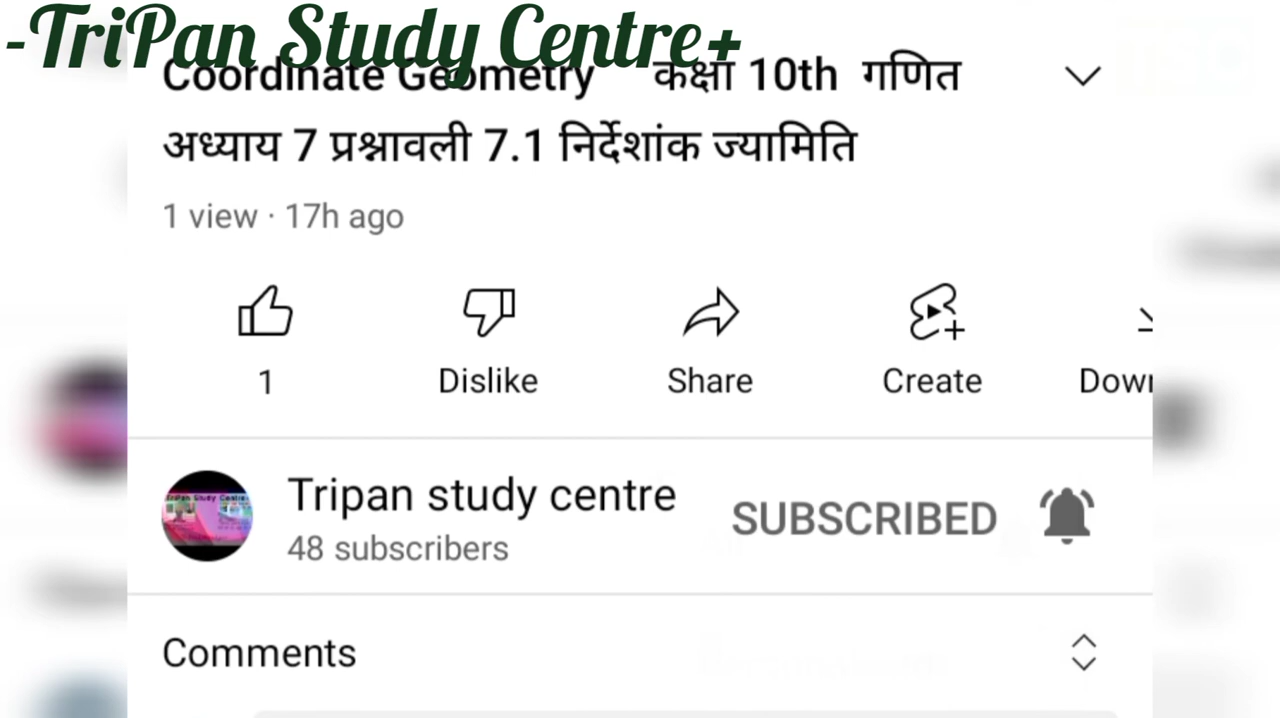 -TriPan Study Centre+
Coordinate Geometry कक्षा 10th गणित
अध्याय 7 प्रश्नावली 7.1 निर्देशांक ज्यामिति
1 view · 17h ago
1 Dislike Share Create Down
Tripan study centre
SUBSCRIBED
48 subscribers
Comments